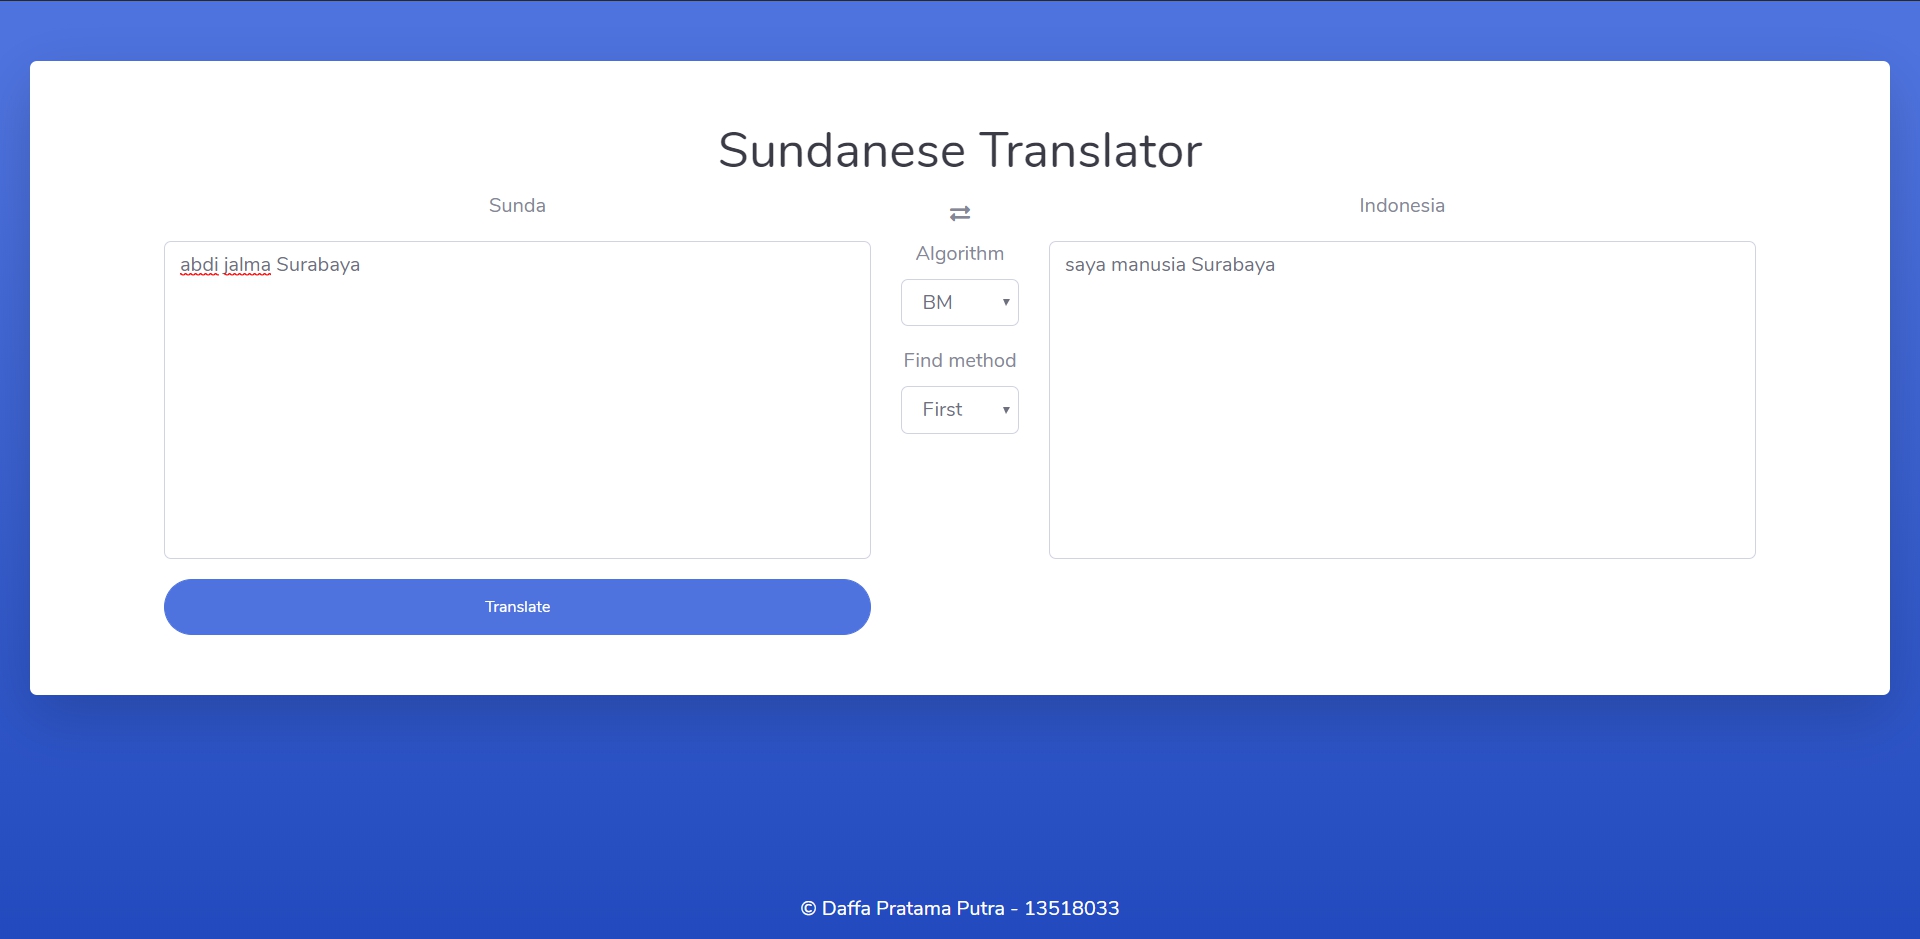 Sundanese Translator
Sunda
Indonesia
abdi jalma Surabaya
Algorithm
BM
Find method
First
saya manusia Surabaya
Translate
© Daffa Pratama Putra - 13518033